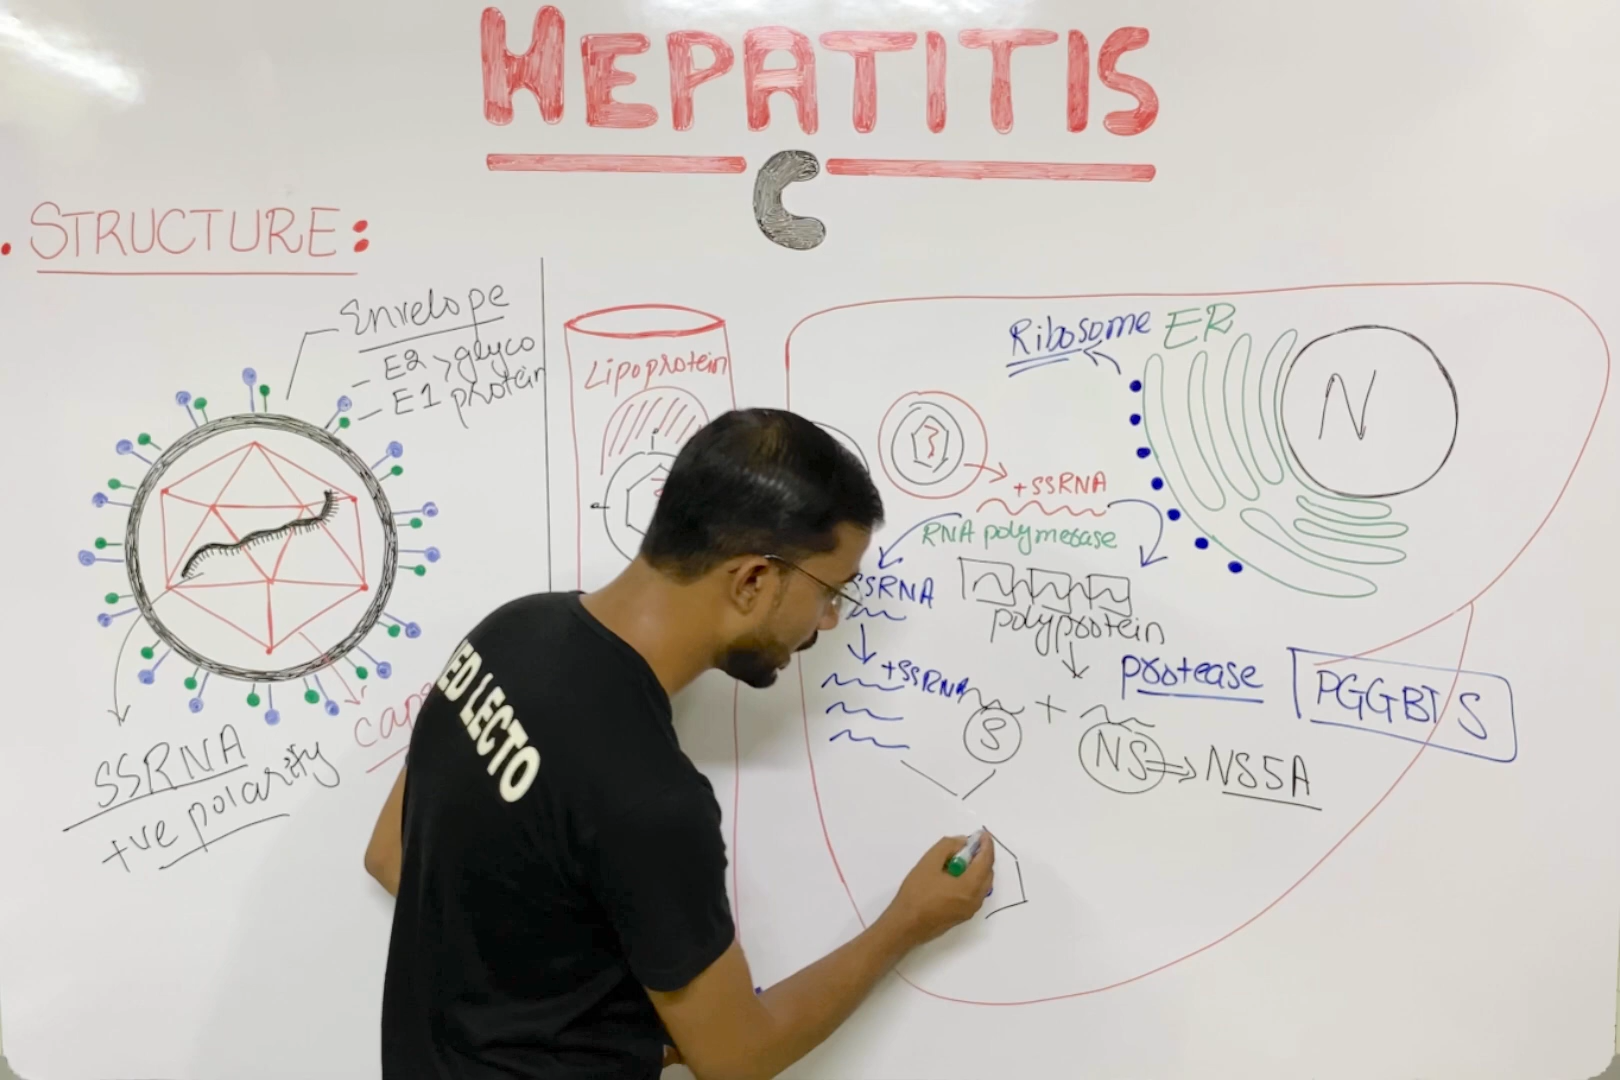 HEPATITIS
C
. STRUCTURE:
Envelope
- E2 > glyco
- E1 protein
SSRNA
+ve polarity
Lipoprotein
Ribosome
ER
N
+SSRNA
RNA polymerase
SSRNA
polyprotein
+SSRNA
protease
PGGBTS
S + NS
NS5A
ED LECTO